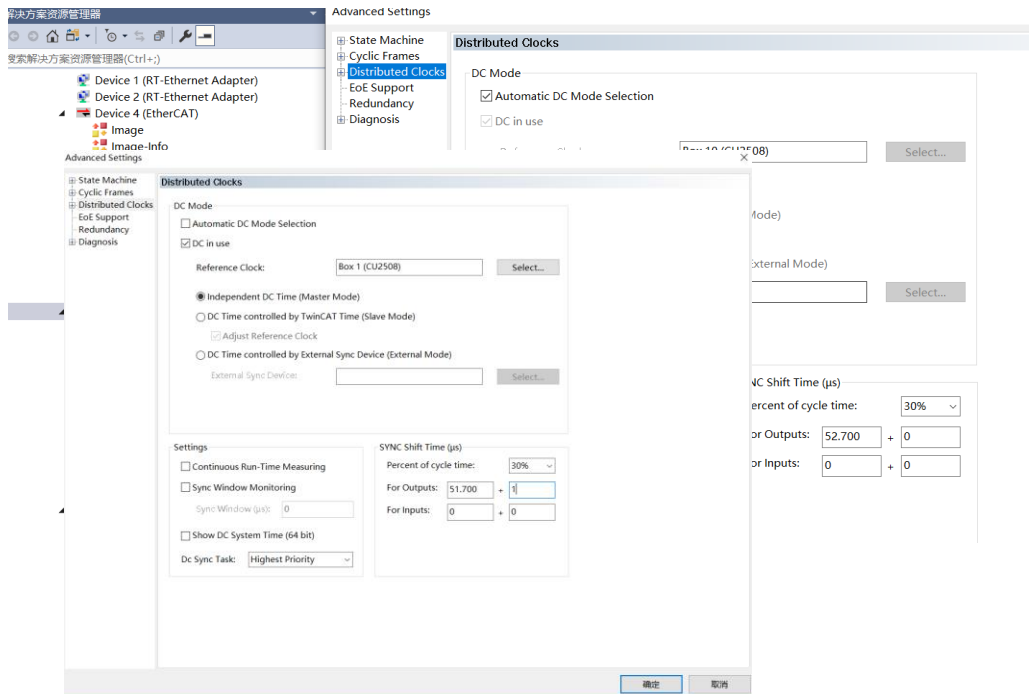 解决方案资源管理器
搜索解决方案资源管理器(Ctrl+;)
Device 1 (RT-Ethernet Adapter)
Device 2 (RT-Ethernet Adapter)
Device 4 (EtherCAT)
Image
Image-Info
Advanced Settings
State Machine
Cyclic Frames
Distributed Clocks
EoE Support
Redundancy
Diagnosis
Distributed Clocks
DC Mode
Automatic DC Mode Selection
DC in use
Select...
Mode)
External Mode)
Select...
NC Shift Time (µs)
ercent of cycle time:
30%
or Outputs:
52.700
+
0
or Inputs:
0
+
0
Advanced Settings
State Machine
Cyclic Frames
Distributed Clocks
EoE Support
Redundancy
Diagnosis
Distributed Clocks
DC Mode
Automatic DC Mode Selection
DC in use
Reference Clock:
Box 1 (CU2508)
Select...
Independent DC Time (Master Mode)
DC Time controlled by TwinCAT Time (Slave Mode)
Adjust Reference Clock
DC Time controlled by External Sync Device (External Mode)
External Sync Device:
Select...
Settings
Continuous Run-Time Measuring
Sync Window Monitoring
Sync Window (µs):
0
Show DC System Time (64 bit)
Dc Sync Task:
Highest Priority
SYNC Shift Time (µs)
Percent of cycle time:
30%
For Outputs:
51.700
+
1
For Inputs:
0
+
0
确定
取消